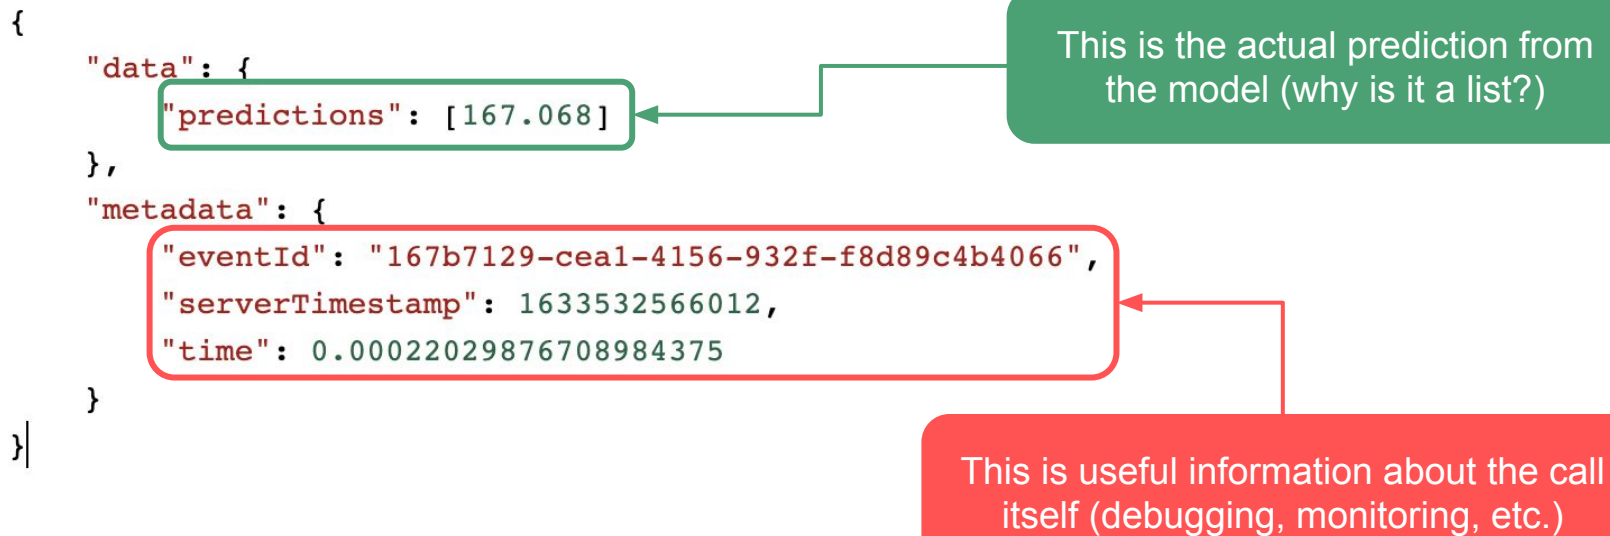 {
"data": {
"predictions": [167.068]
},
"metadata": {
"eventId": "167b7129-cea1-4156-932f-f8d89c4b4066",
"serverTimestamp": 1633532566012,
"time": 0.00022029876708984375
}
}
This is the actual prediction from
the model (why is it a list?)
This is useful information about the call
itself (debugging, monitoring, etc.)